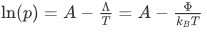 ln(p) = A − Λ/T = A − Φ/(k_B T)